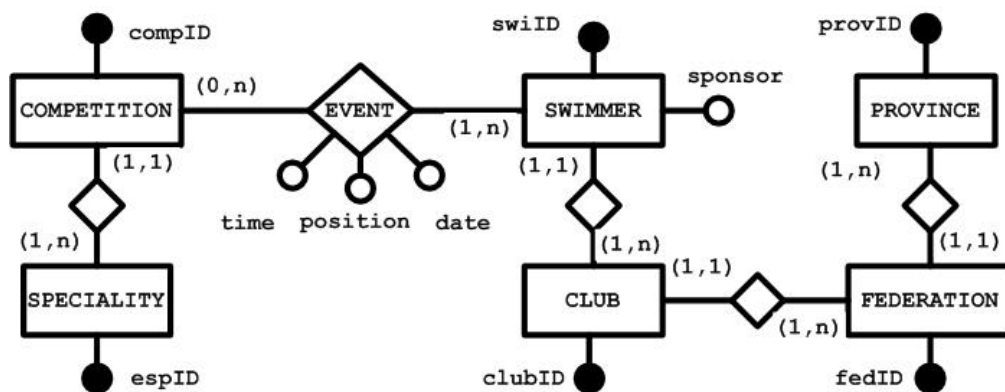 compID
swiID
provID
sponsor
COMPETITION
(0,n)
EVENT
(1,n)
SWIMMER
PROVINCE
(1,1)
(1,1)
(1,n)
time
position
date
(1,n)
(1,n)
(1,1)
(1,1)
SPECIALITY
CLUB
(1,n)
FEDERATION
espID
clubID
fedID